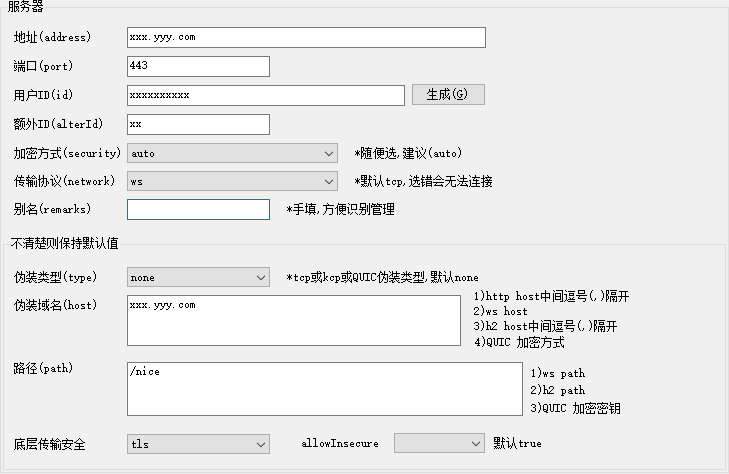 服务器
地址(address) xxx.yyy.com
端口(port) 443
用户ID(id) xxxxxxxxxx 生成(G)
额外ID(alterId) xx
加密方式(security) auto *随便选,建议(auto)
传输协议(network) ws *默认tcp,选错会无法连接
别名(remarks) *手填,方便识别管理
不清楚则保持默认值
伪装类型(type) none *tcp或kcp或QUIC伪装类型,默认none
伪装域名(host) xxx.yyy.com
1)http host中间逗号(,)隔开
2)ws host
3)h2 host中间逗号(,)隔开
4)QUIC 加密方式
路径(path) /nice
1)ws path
2)h2 path
3)QUIC 加密密钥
底层传输安全 tls allowInsecure 默认true